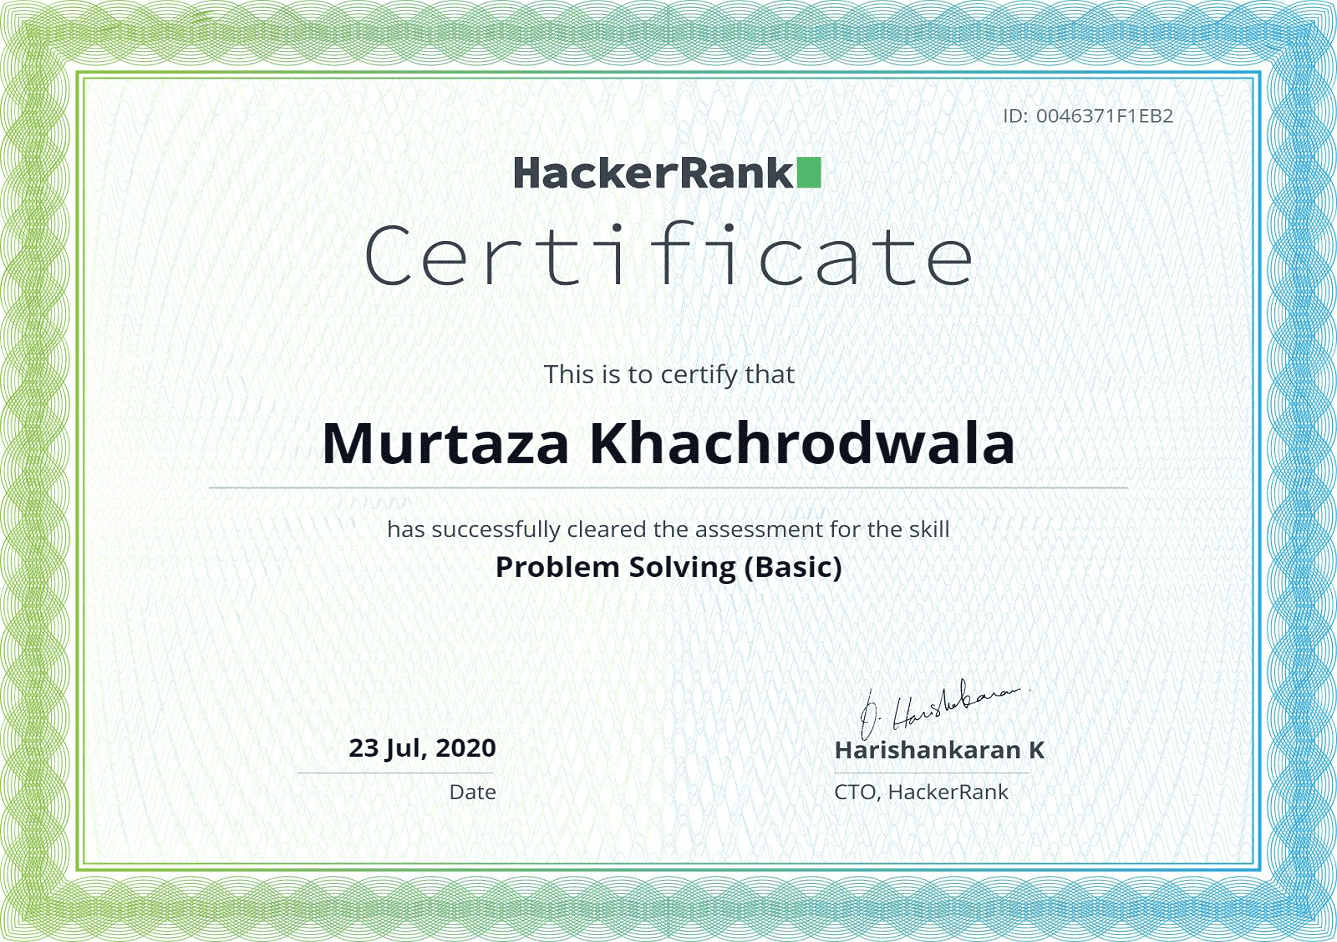 ID: 0046371F1EB2
HackerRank
Certificate
This is to certify that
Murtaza Khachrodwala
has successfully cleared the assessment for the skill
Problem Solving (Basic)
23 Jul, 2020
Date
Harishankaran K
CTO, HackerRank